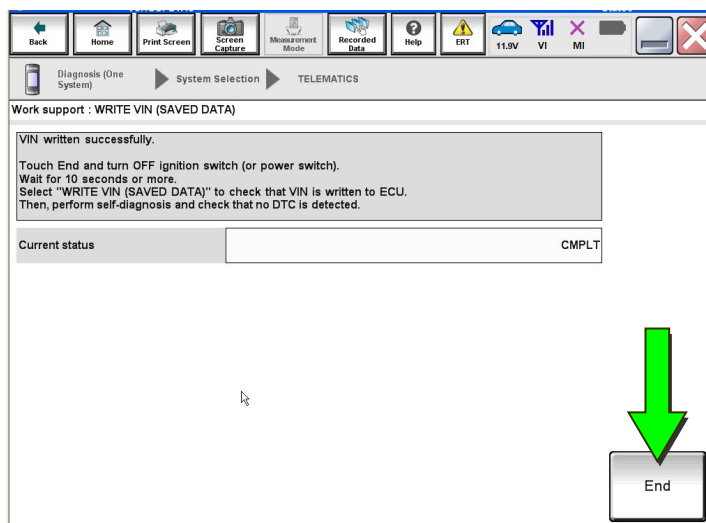 Back
Home
Print Screen
Screen Capture
Measurement Mode
Recorded Data
Help
ERT
11.9V
VI
MI
Diagnosis (One System)
System Selection
TELEMATICS
Work support : WRITE VIN (SAVED DATA)
VIN written successfully.
Touch End and turn OFF ignition switch (or power switch).
Wait for 10 seconds or more.
Select "WRITE VIN (SAVED DATA)" to check that VIN is written to ECU.
Then, perform self-diagnosis and check that no DTC is detected.
Current status
CMPLT
End